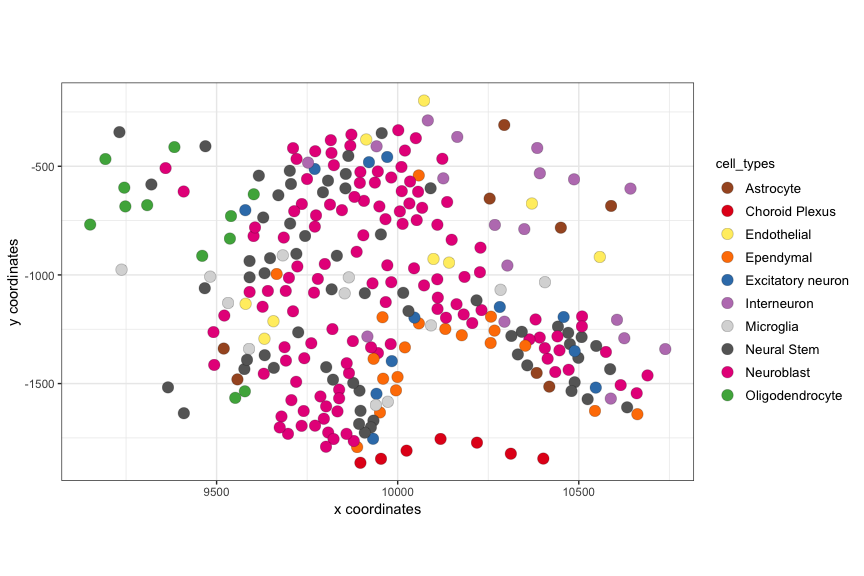 cell_types
Astrocyte
Choroid Plexus
Endothelial
Ependymal
Excitatory neuron
Interneuron
Microglia
Neural Stem
Neuroblast
Oligodendrocyte
y coordinates
-500
-1000
-1500
9500
10000
10500
x coordinates